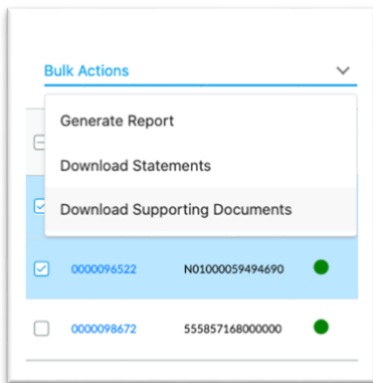 Bulk Actions
Generate Report
Download Statements
Download Supporting Documents
0000096522 N01000059494690
0000098672 555857168000000